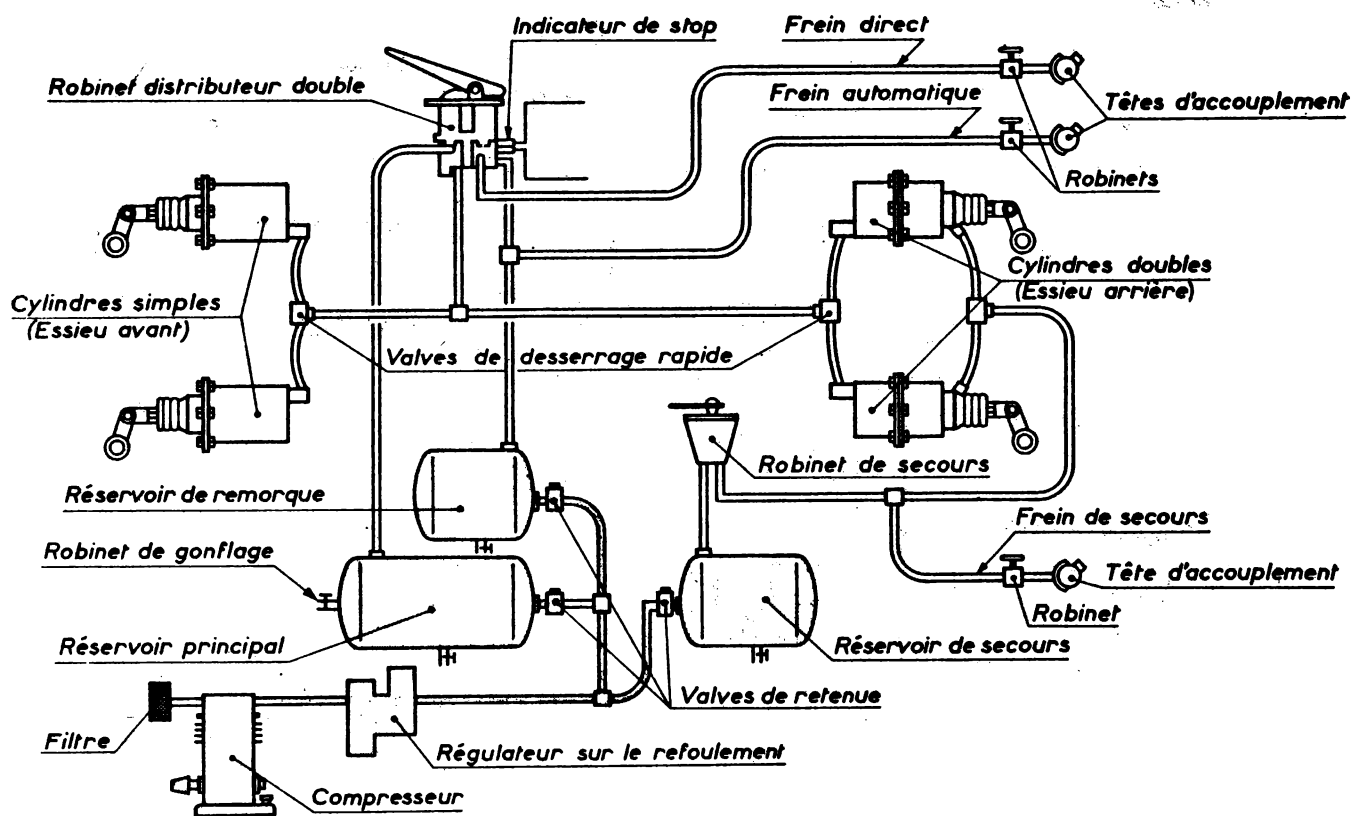 Indicateur de stop
Frein direct
Robinet distributeur double
Frein automatique
Têtes d'accouplement
Robinets
Cylindres simples
(Essieu avant)
Cylindres doubles
(Essieu arrière)
Valves de desserrage rapide
Robinet de secours
Réservoir de remorque
Frein de secours
Robinet de gonflage
Tête d'accouplement
Robinet
Réservoir principal
Réservoir de secours
Valves de retenue
Filtre
Régulateur sur le refoulement
Compresseur